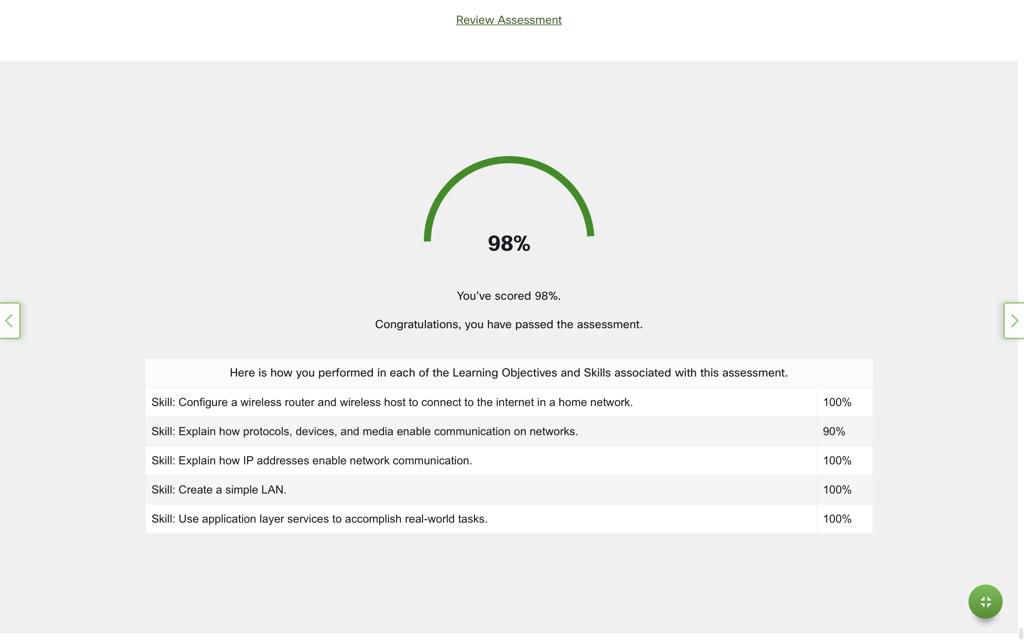 Review Assessment
98%
You've scored 98%.
Congratulations, you have passed the assessment.
Here is how you performed in each of the Learning Objectives and Skills associated with this assessment.
Skill: Configure a wireless router and wireless host to connect to the internet in a home network. 100%
Skill: Explain how protocols, devices, and media enable communication on networks. 90%
Skill: Explain how IP addresses enable network communication. 100%
Skill: Create a simple LAN. 100%
Skill: Use application layer services to accomplish real-world tasks. 100%